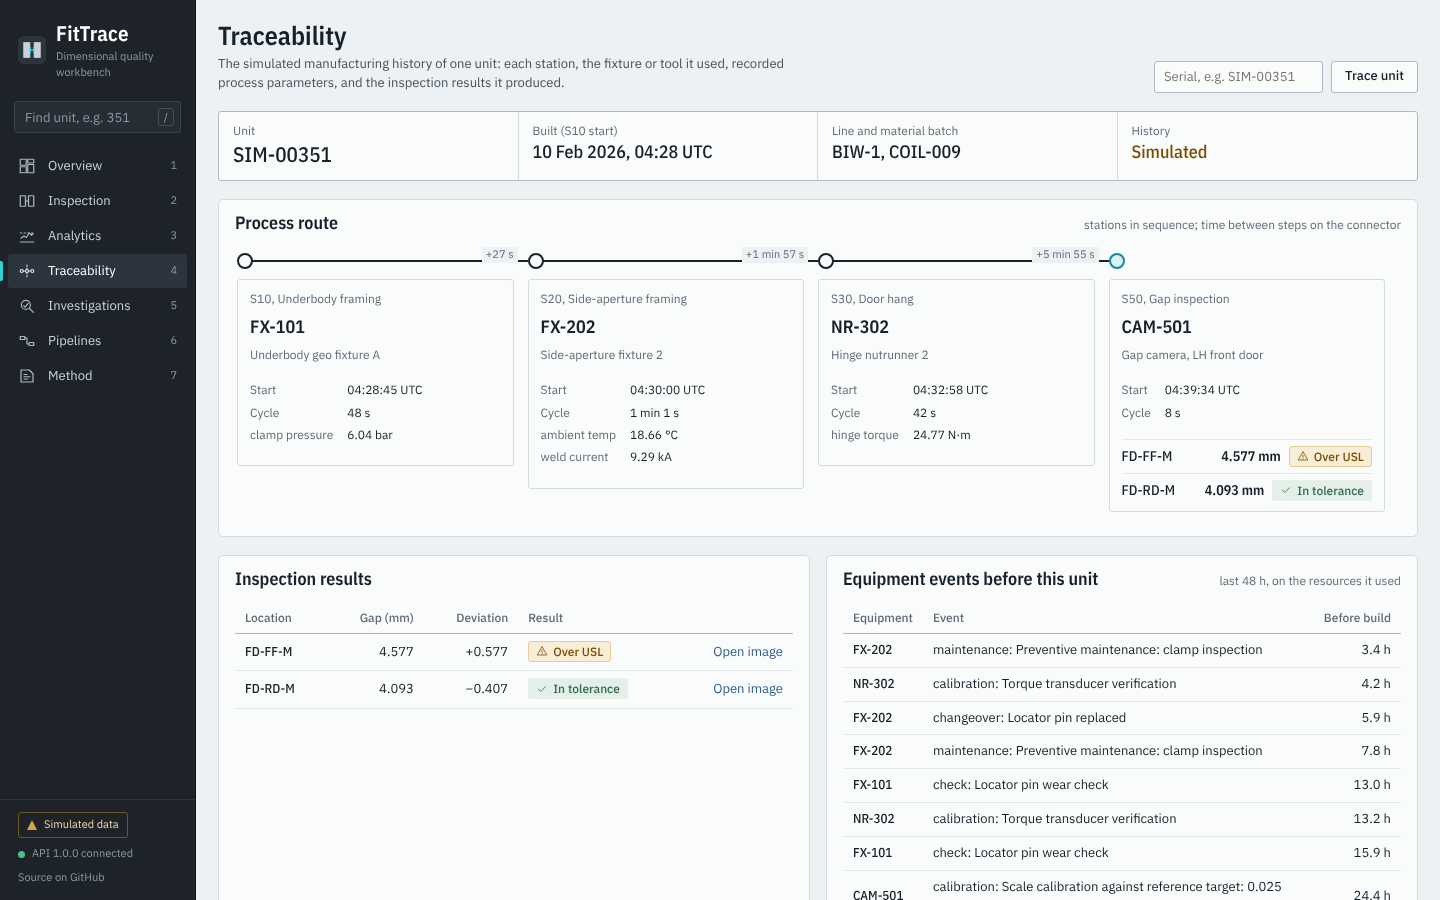 FitTrace
Dimensional quality
workbench
Find unit, e.g. 351 /
Overview 1
Inspection 2
Analytics 3
Traceability 4
Investigations 5
Pipelines 6
Method 7
Simulated data
API 1.0.0 connected
Source on GitHub
Traceability
The simulated manufacturing history of one unit: each station, the fixture or tool it used, recorded
process parameters, and the inspection results it produced.
Serial, e.g. SIM-00351 Trace unit
Unit
SIM-00351
Built (S10 start)
10 Feb 2026, 04:28 UTC
Line and material batch
BIW-1, COIL-009
History
Simulated
Process route
stations in sequence; time between steps on the connector
+27 s
+1 min 57 s
+5 min 55 s
S10, Underbody framing
FX-101
Underbody geo fixture A
Start 04:28:45 UTC
Cycle 48 s
clamp pressure 6.04 bar
S20, Side-aperture framing
FX-202
Side-aperture fixture 2
Start 04:30:00 UTC
Cycle 1 min 1 s
ambient temp 18.66 °C
weld current 9.29 kA
S30, Door hang
NR-302
Hinge nutrunner 2
Start 04:32:58 UTC
Cycle 42 s
hinge torque 24.77 N·m
S50, Gap inspection
CAM-501
Gap camera, LH front door
Start 04:39:34 UTC
Cycle 8 s
FD-FF-M 4.577 mm Over USL
FD-RD-M 4.093 mm In tolerance
Inspection results
Location Gap (mm) Deviation Result
FD-FF-M 4.577 +0.577 Over USL Open image
FD-RD-M 4.093 −0.407 In tolerance Open image
Equipment events before this unit
last 48 h, on the resources it used
Equipment Event Before build
FX-202 maintenance: Preventive maintenance: clamp inspection 3.4 h
NR-302 calibration: Torque transducer verification 4.2 h
FX-202 changeover: Locator pin replaced 5.9 h
FX-202 maintenance: Preventive maintenance: clamp inspection 7.8 h
FX-101 check: Locator pin wear check 13.0 h
NR-302 calibration: Torque transducer verification 13.2 h
FX-101 check: Locator pin wear check 15.9 h
CAM-501 calibration: Scale calibration against reference target: 0.025 24.4 h